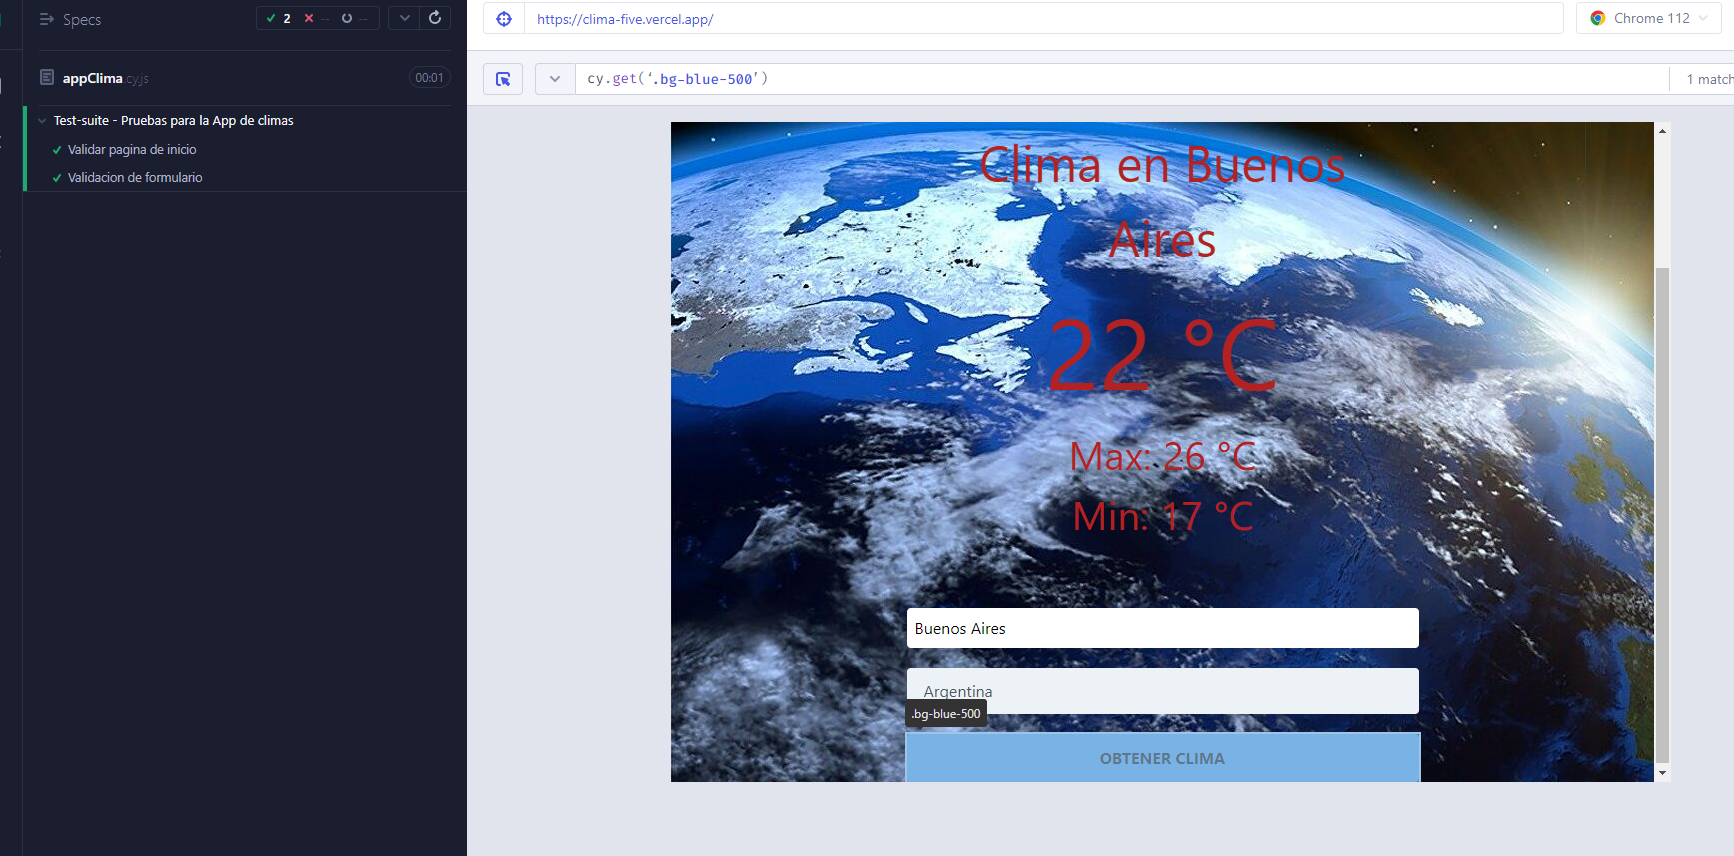 Specs
2 -- --
appClima.cy.js
00:01
Test-suite - Pruebas para la App de climas
Validar pagina de inicio
Validacion de formulario
https://clima-five.vercel.app/
Chrome 112
cy.get(‘.bg-blue-500’)
1 match
Clima en Buenos
Aires
22 °C
Max: 26 °C
Min: 17 °C
Buenos Aires
Argentina
.bg-blue-500
OBTENER CLIMA